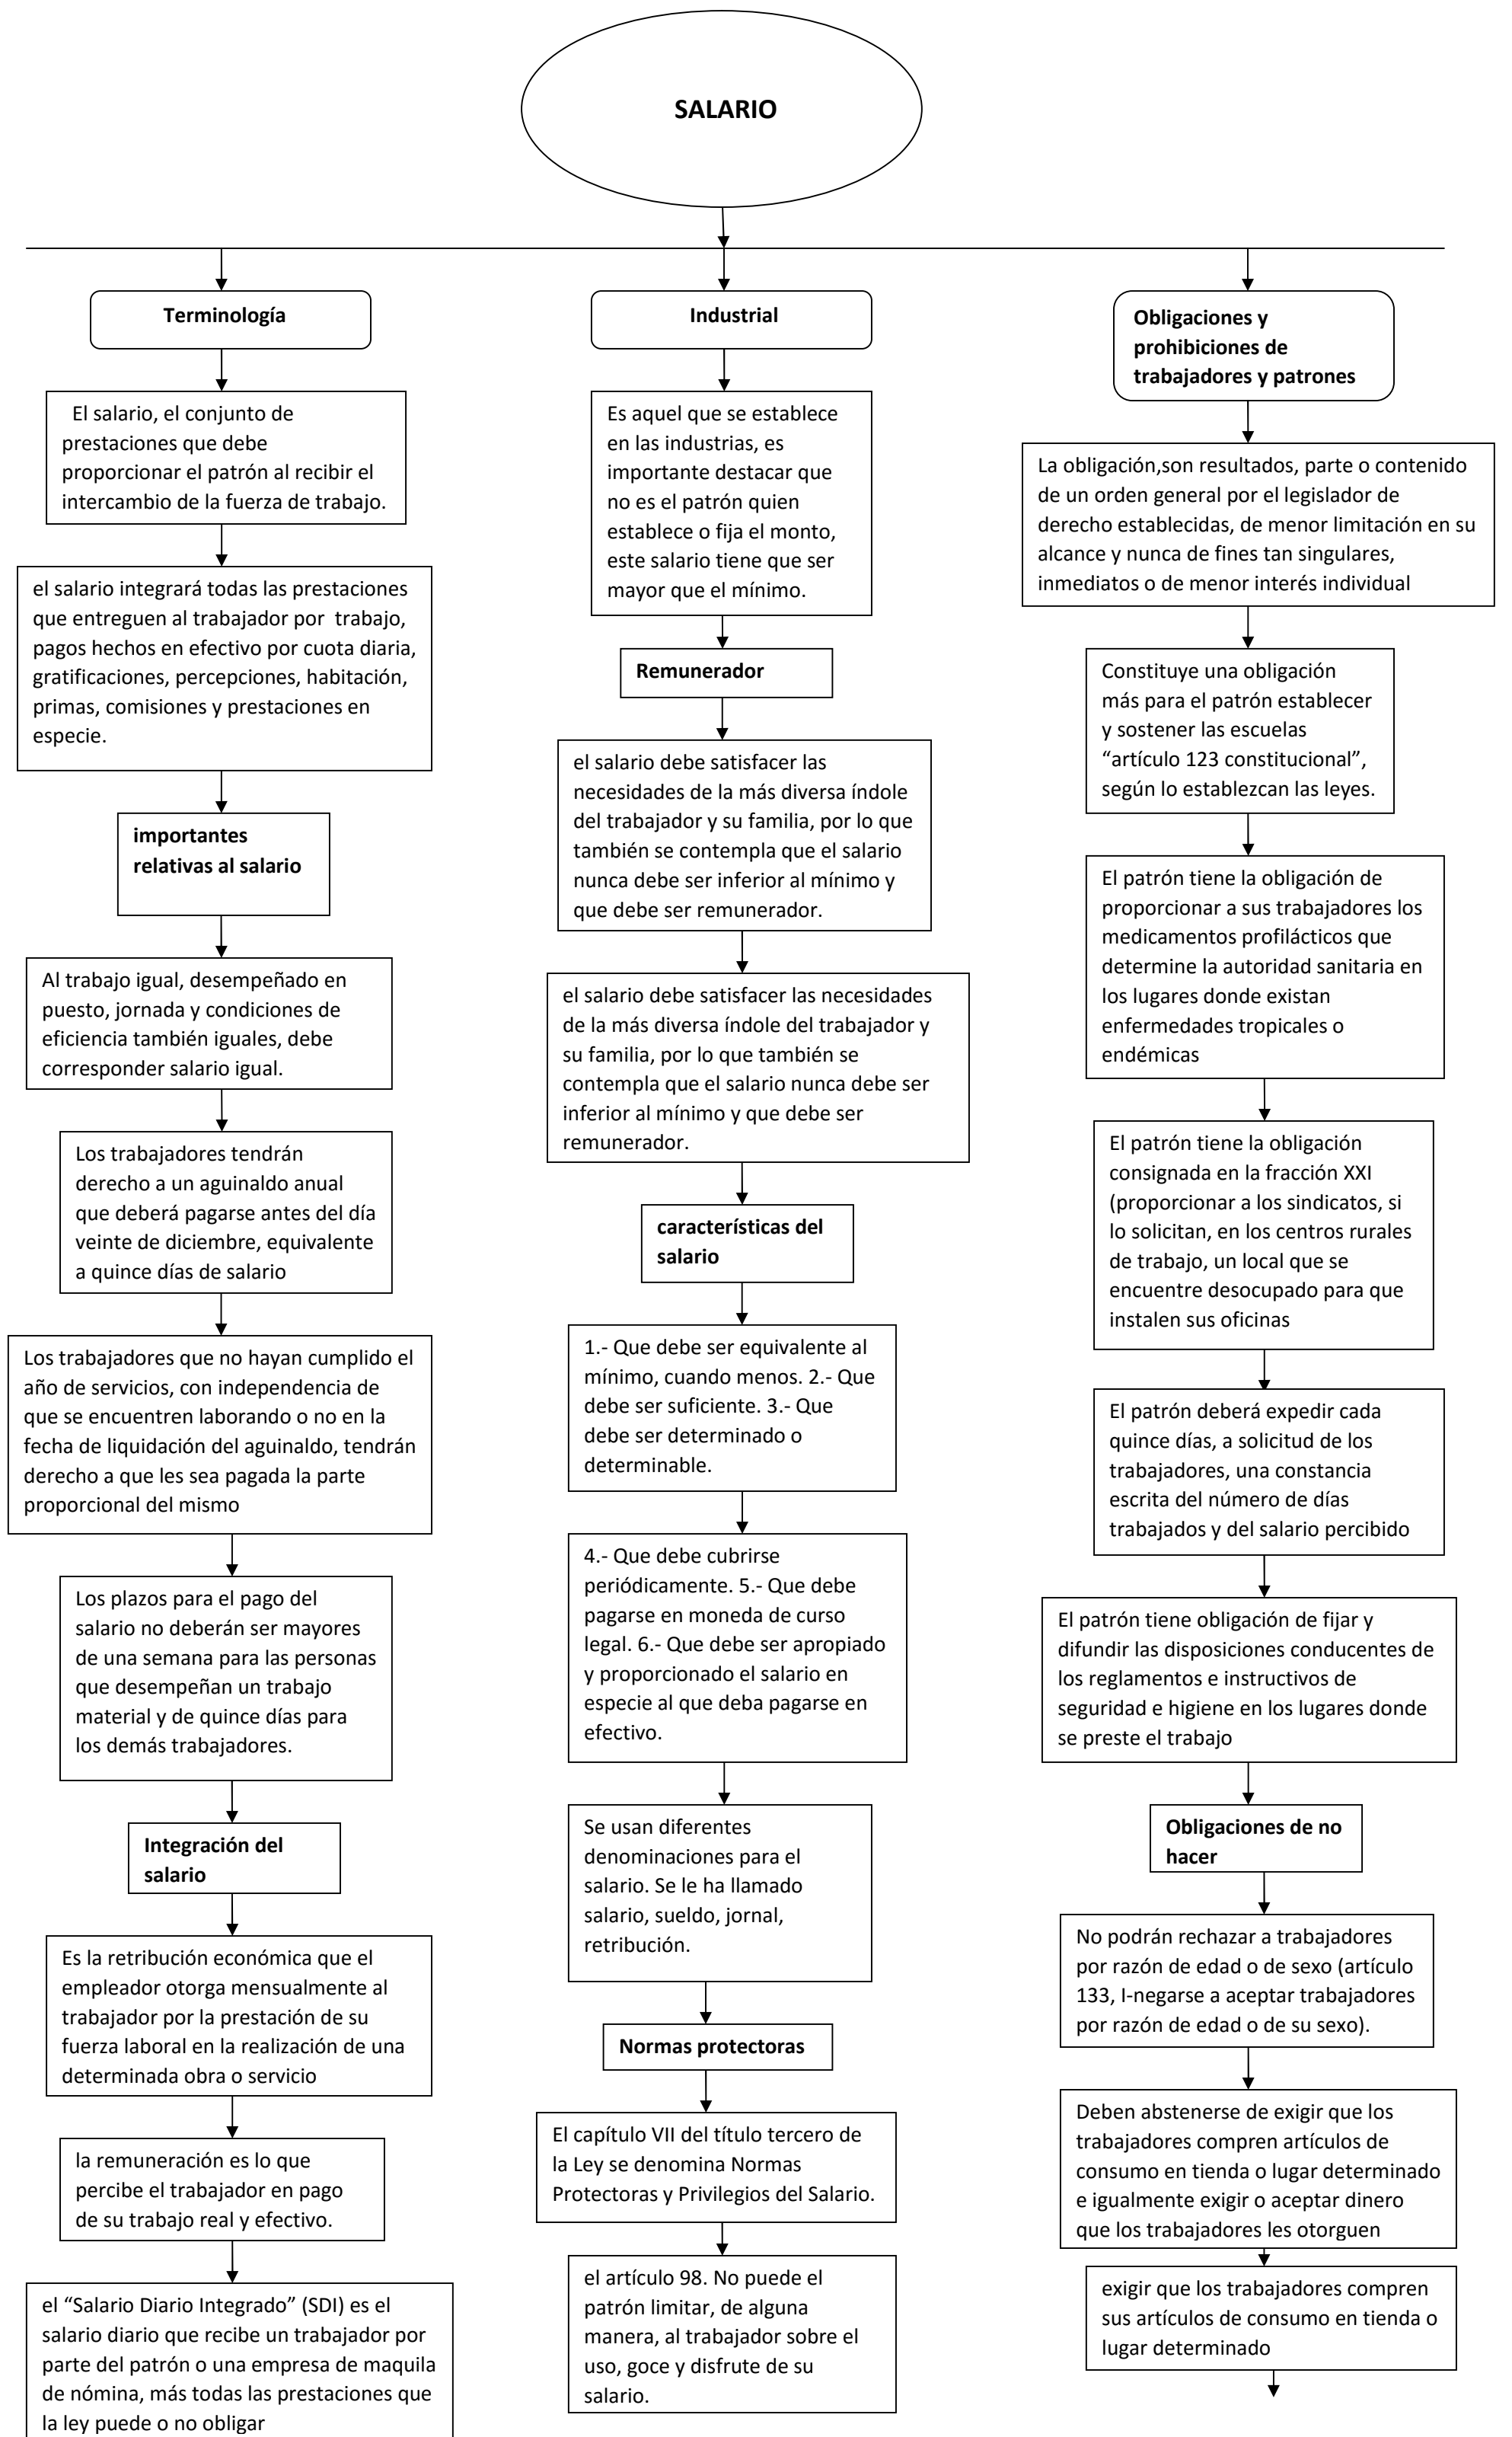 SALARIO
Terminología
El salario, el conjunto de
prestaciones que debe
proporcionar el patrón al recibir el
intercambio de la fuerza de trabajo.
el salario integrará todas las prestaciones
que entreguen al trabajador por trabajo,
pagos hechos en efectivo por cuota diaria,
gratificaciones, percepciones, habitación,
primas, comisiones y prestaciones en
especie.
importantes
relativas al salario
Al trabajo igual, desempeñado en
puesto, jornada y condiciones de
eficiencia también iguales, debe
corresponder salario igual.
Los trabajadores tendrán
derecho a un aguinaldo anual
que deberá pagarse antes del día
veinte de diciembre, equivalente
a quince días de salario
Los trabajadores que no hayan cumplido el
año de servicios, con independencia de
que se encuentren laborando o no en la
fecha de liquidación del aguinaldo, tendrán
derecho a que les sea pagada la parte
proporcional del mismo
Los plazos para el pago del
salario no deberán ser mayores
de una semana para las personas
que desempeñan un trabajo
material y de quince días para
los demás trabajadores.
Integración del
salario
Es la retribución económica que el
empleador otorga mensualmente al
trabajador por la prestación de su
fuerza laboral en la realización de una
determinada obra o servicio
la remuneración es lo que
percibe el trabajador en pago
de su trabajo real y efectivo.
el “Salario Diario Integrado” (SDI) es el
salario diario que recibe un trabajador por
parte del patrón o una empresa de maquila
de nómina, más todas las prestaciones que
la ley puede o no obligar
Industrial
Es aquel que se establece
en las industrias, es
importante destacar que
no es el patrón quien
establece o fija el monto,
este salario tiene que ser
mayor que el mínimo.
Remunerador
el salario debe satisfacer las
necesidades de la más diversa índole
del trabajador y su familia, por lo que
también se contempla que el salario
nunca debe ser inferior al mínimo y
que debe ser remunerador.
el salario debe satisfacer las necesidades
de la más diversa índole del trabajador y
su familia, por lo que también se
contempla que el salario nunca debe ser
inferior al mínimo y que debe ser
remunerador.
características del
salario
1.- Que debe ser equivalente al
mínimo, cuando menos. 2.- Que
debe ser suficiente. 3.- Que
debe ser determinado o
determinable.
4.- Que debe cubrirse
periódicamente. 5.- Que debe
pagarse en moneda de curso
legal. 6.- Que debe ser apropiado
y proporcionado el salario en
especie al que deba pagarse en
efectivo.
Se usan diferentes
denominaciones para el
salario. Se le ha llamado
salario, sueldo, jornal,
retribución.
Normas protectoras
El capítulo VII del título tercero de
la Ley se denomina Normas
Protectoras y Privilegios del Salario.
el artículo 98. No puede el
patrón limitar, de alguna
manera, al trabajador sobre el
uso, goce y disfrute de su
salario.
Obligaciones y
prohibiciones de
trabajadores y patrones
La obligación,son resultados, parte o contenido
de un orden general por el legislador de
derecho establecidas, de menor limitación en su
alcance y nunca de fines tan singulares,
inmediatos o de menor interés individual
Constituye una obligación
más para el patrón establecer
y sostener las escuelas
“artículo 123 constitucional”,
según lo establezcan las leyes.
El patrón tiene la obligación de
proporcionar a sus trabajadores los
medicamentos profilácticos que
determine la autoridad sanitaria en
los lugares donde existan
enfermedades tropicales o
endémicas
El patrón tiene la obligación
consignada en la fracción XXI
(proporcionar a los sindicatos, si
lo solicitan, en los centros rurales
de trabajo, un local que se
encuentre desocupado para que
instalen sus oficinas
El patrón deberá expedir cada
quince días, a solicitud de los
trabajadores, una constancia
escrita del número de días
trabajados y del salario percibido
El patrón tiene obligación de fijar y
difundir las disposiciones conducentes de
los reglamentos e instructivos de
seguridad e higiene en los lugares donde
se preste el trabajo
Obligaciones de no
hacer
No podrán rechazar a trabajadores
por razón de edad o de sexo (artículo
133, I-negarse a aceptar trabajadores
por razón de edad o de su sexo).
Deben abstenerse de exigir que los
trabajadores compren artículos de
consumo en tienda o lugar determinado
e igualmente exigir o aceptar dinero
que los trabajadores les otorguen
exigir que los trabajadores compren
sus artículos de consumo en tienda o
lugar determinado